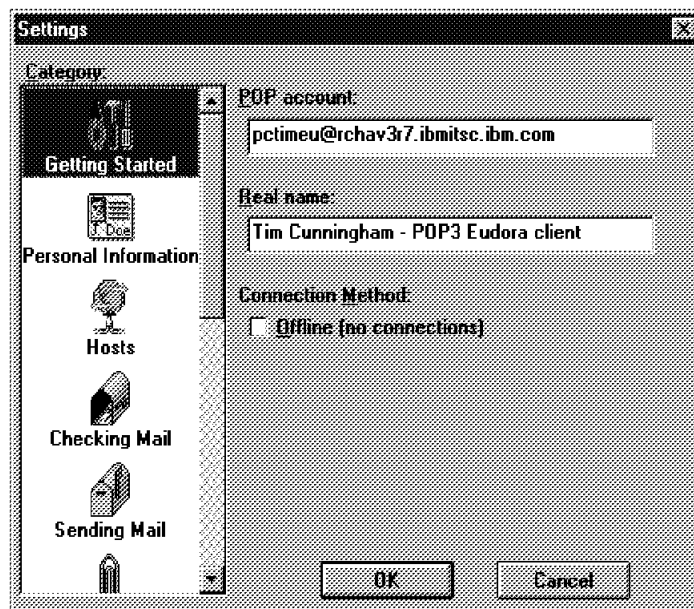 Settings
Category:
Getting Started
J. Doe
Personal Information
Hosts
Checking Mail
Sending Mail
POP account:
pctimeu@rchav3r7.ibmitsc.ibm.com
Real name:
Tim Cunningham - POP3 Eudora client
Connection Method:
Offline (no connections)
OK
Cancel